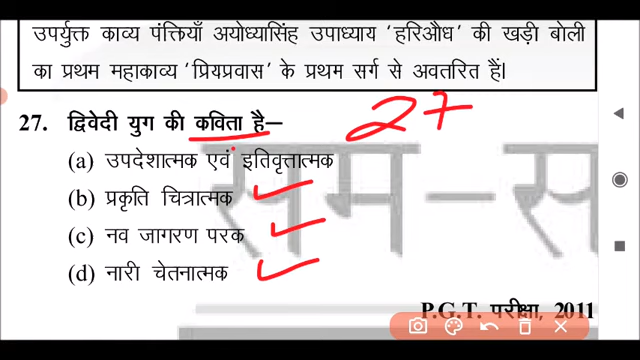 उपर्युक्त काव्य पंक्तियाँ अयोध्यासिंह उपाध्याय 'हरिऔध' की खड़ी बोली
का प्रथम महाकाव्य 'प्रियप्रवास' के प्रथम सर्ग से अवतरित हैं।
27. द्विवेदी युग की कविता है– 27
(a) उपदेशात्मक एवं इतिवृत्तात्मक
(b) प्रकृति चित्रात्मक
(c) नव जागरण परक
(d) नारी चेतनात्मक
P.G.T. परीक्षा, 2011